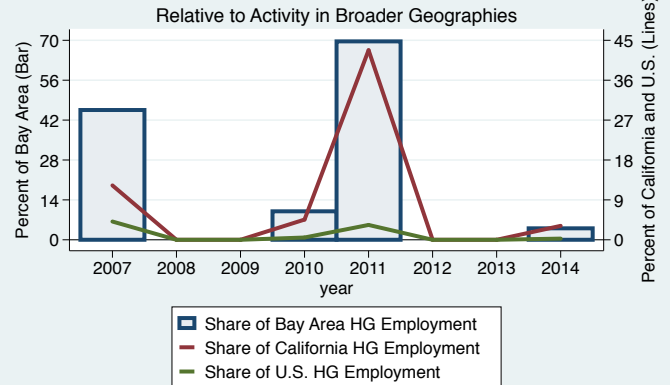 Relative to Activity in Broader Geographies
Percent of Bay Area (Bar)
70
56
42
28
14
0
45
36
27
18
9
0
Percent of California and U.S. (Lines)
2007 2008 2009 2010 2011 2012 2013 2014
year
Share of Bay Area HG Employment
Share of California HG Employment
Share of U.S. HG Employment